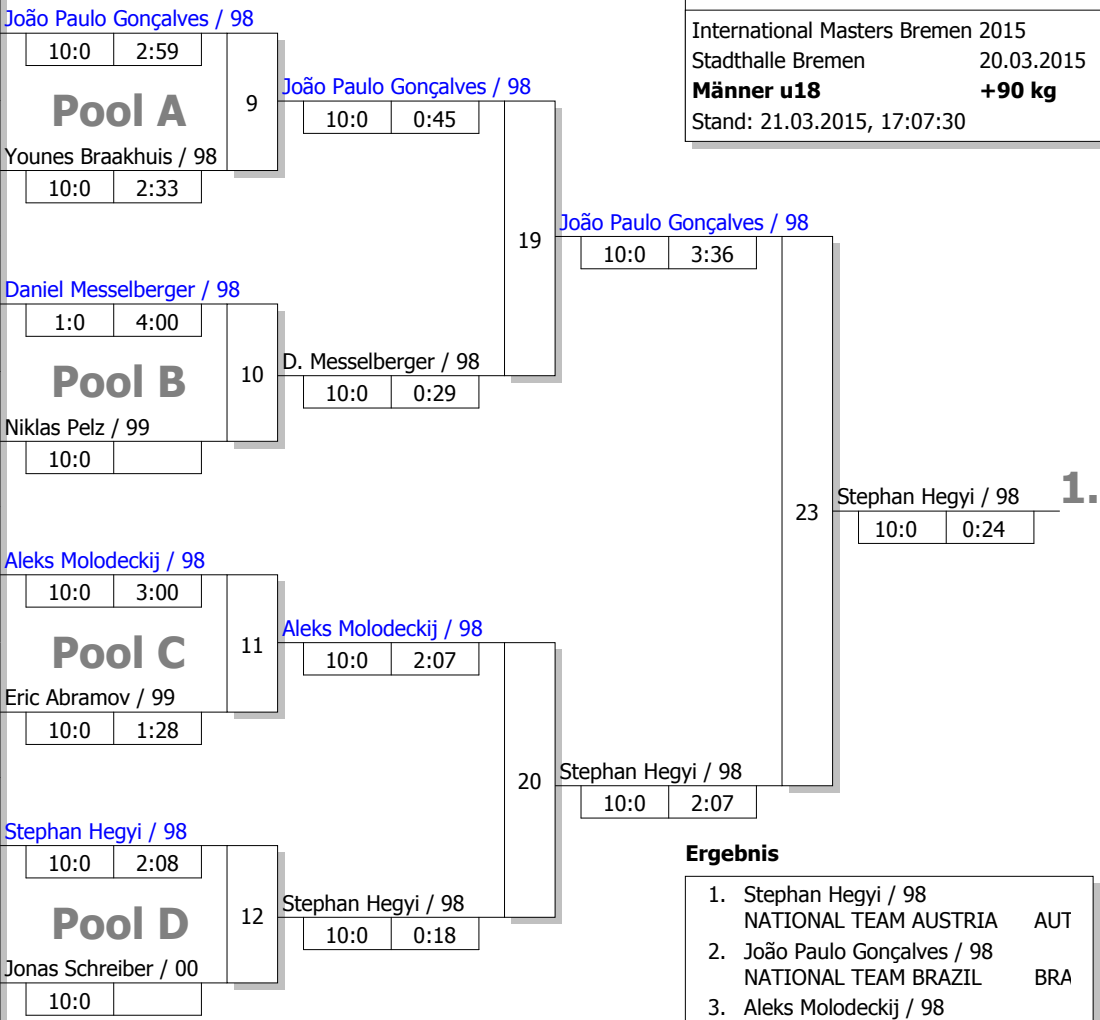 João Paulo Gonçalves / 98
10:0 2:59
Pool A
9
Younes Braakhuis / 98
10:0 2:33
João Paulo Gonçalves / 98
10:0 0:45
Daniel Messelberger / 98
1:0 4:00
Pool B
10
Niklas Pelz / 99
10:0
D. Messelberger / 98
10:0 0:29
19
João Paulo Gonçalves / 98
10:0 3:36
Aleks Molodeckij / 98
10:0 3:00
Pool C
11
Eric Abramov / 99
10:0 1:28
Aleks Molodeckij / 98
10:0 2:07
Stephan Hegyi / 98
10:0 2:08
Pool D
12
Jonas Schreiber / 00
10:0
Stephan Hegyi / 98
10:0 0:18
20
Stephan Hegyi / 98
10:0 2:07
23
Stephan Hegyi / 98 1.
10:0 0:24
International Masters Bremen 2015
Stadthalle Bremen 20.03.2015
Männer u18 +90 kg
Stand: 21.03.2015, 17:07:30
Ergebnis
1. Stephan Hegyi / 98
NATIONAL TEAM AUSTRIA AUT
2. João Paulo Gonçalves / 98
NATIONAL TEAM BRAZIL BRA
3. Aleks Molodeckij / 98